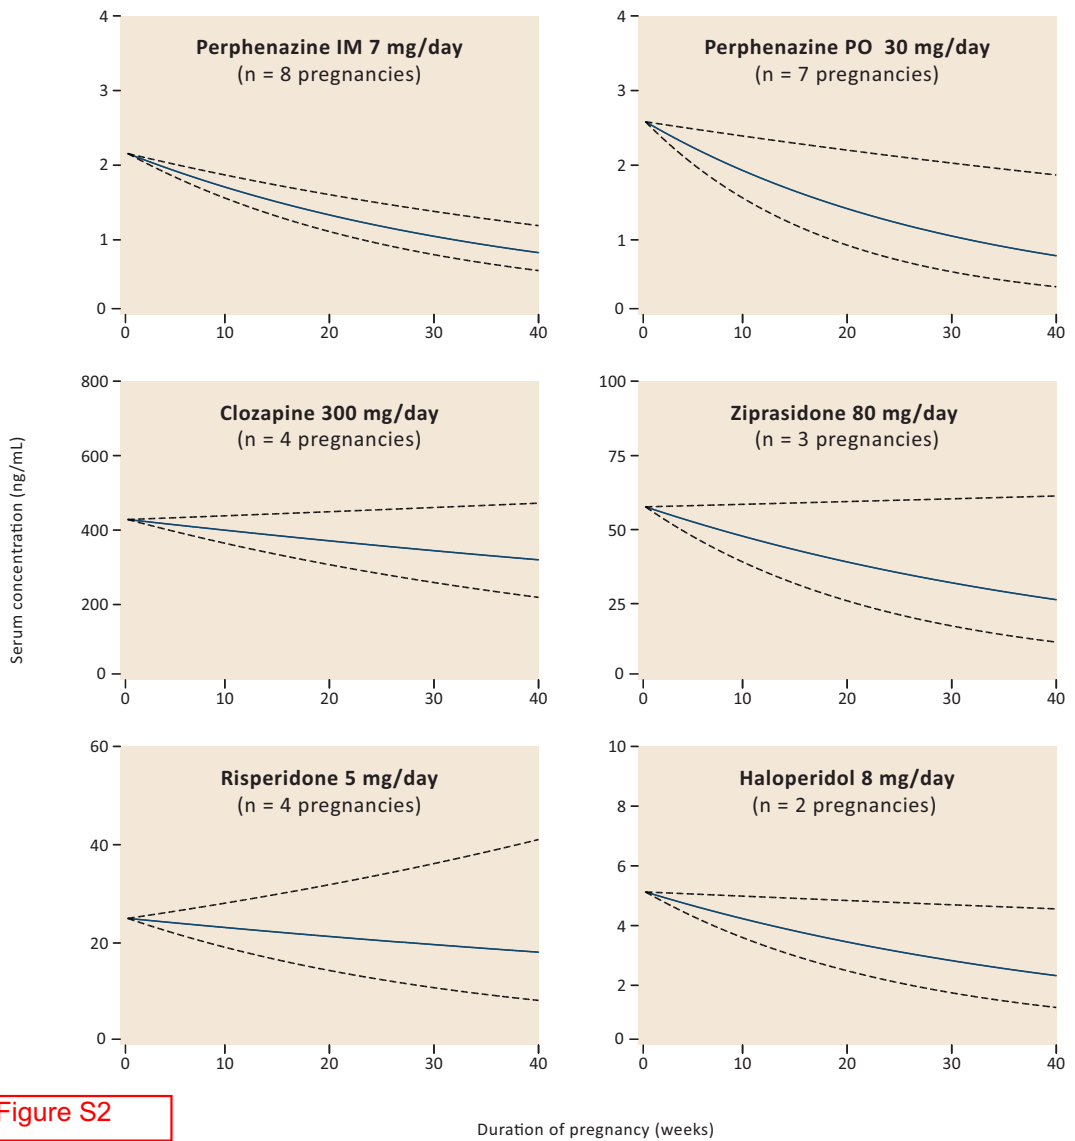 Perphenazine IM 7 mg/day
(n = 8 pregnancies)
4
3
2
1
0
0 10 20 30 40
Perphenazine PO 30 mg/day
(n = 7 pregnancies)
4
3
2
1
0
0 10 20 30 40
Serum concentration (ng/mL)
Clozapine 300 mg/day
(n = 4 pregnancies)
800
600
400
200
0
0 10 20 30 40
Ziprasidone 80 mg/day
(n = 3 pregnancies)
100
75
50
25
0
0 10 20 30 40
Risperidone 5 mg/day
(n = 4 pregnancies)
60
40
20
0
0 10 20 30 40
Haloperidol 8 mg/day
(n = 2 pregnancies)
10
8
6
4
2
0
0 10 20 30 40
Figure S2
Duration of pregnancy (weeks)